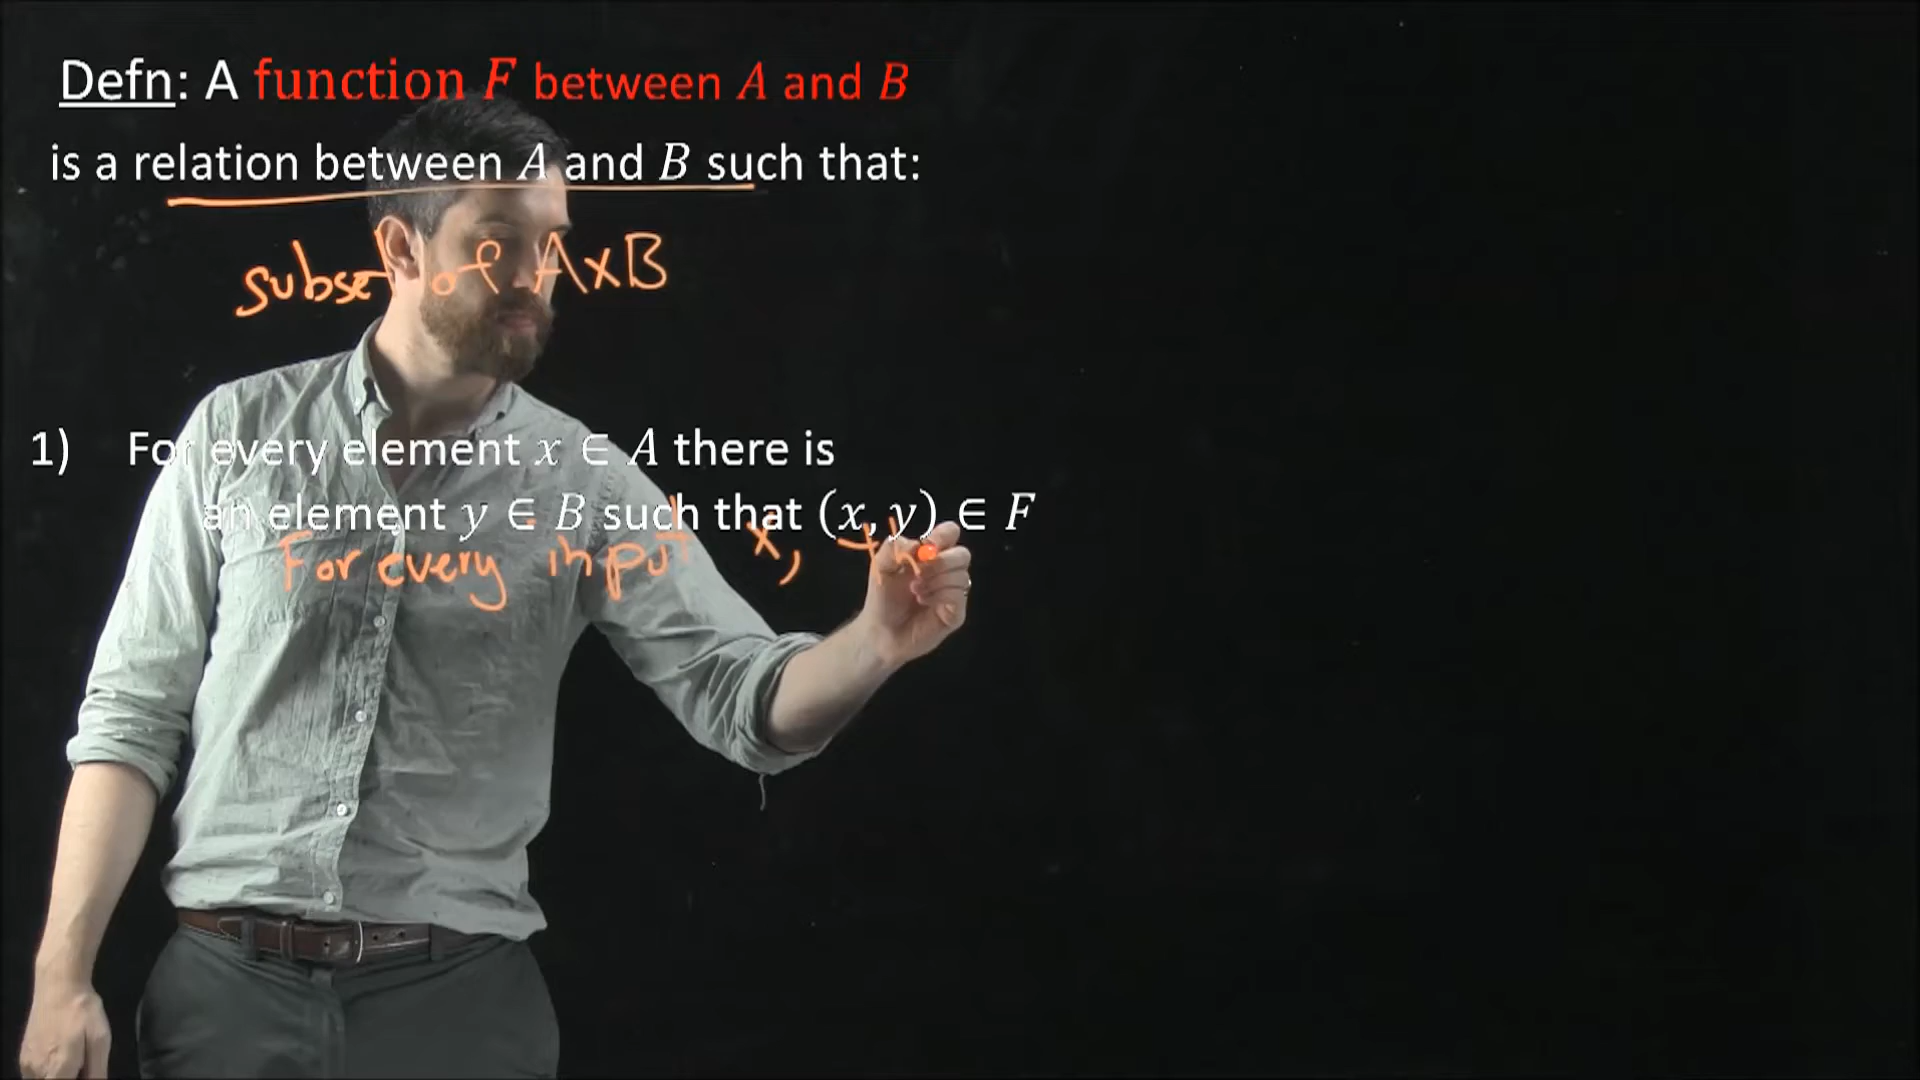 Defn: A function F between A and B
is a relation between A and B such that:
subset of A×B
1) For every element x ∈ A there is
an element y ∈ B such that (x, y) ∈ F
For every input x, th